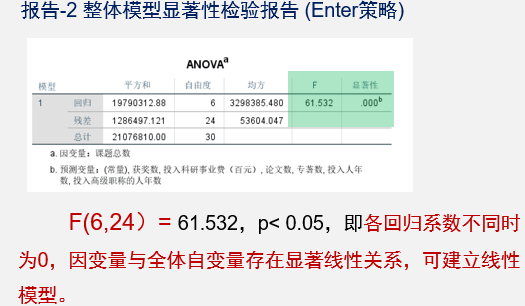 报告-2 整体模型显著性检验报告 (Enter策略)
ANOVAa
模型 平方和 自由度 均方 F 显著性
1 回归 19790312.88 6 3298385.480 61.532 .000b
残差 1286497.121 24 53604.047
总计 21076810.00 30
a. 因变量：课题总数
b. 预测变量：(常量), 获奖数, 投入科研事业费（百元）, 论文数, 专著数, 投入人年
数, 投入高级职称的人年数
F(6,24）= 61.532，p< 0.05，即各回归系数不同时
为0，因变量与全体自变量存在显著线性关系，可建立线性
模型。